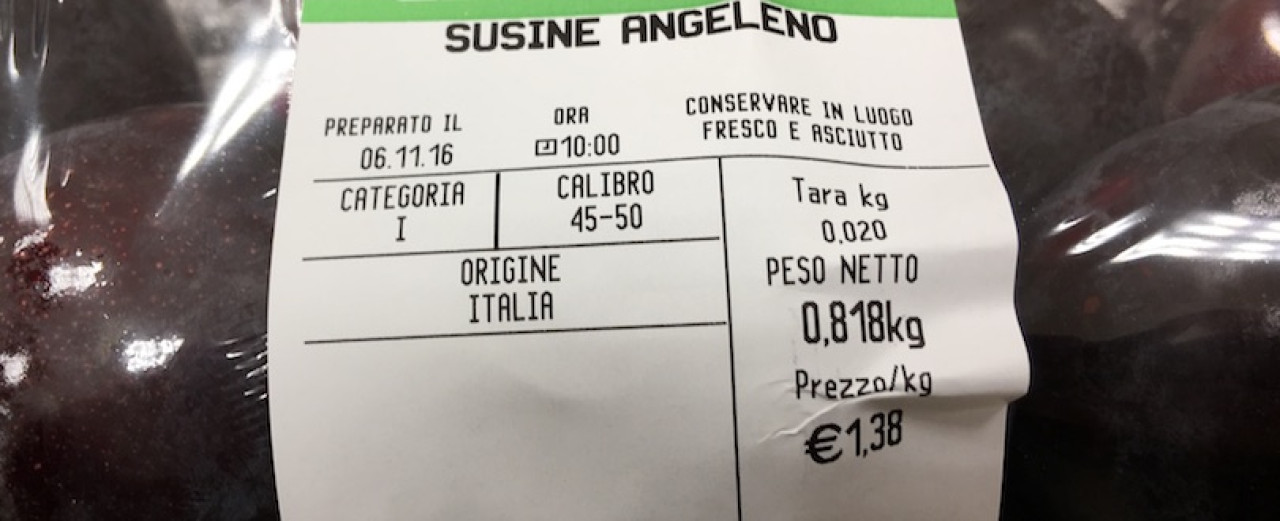 SUSINE ANGELENO
PREPARATO IL
06.11.16
ORA
10:00
CONSERVARE IN LUOGO
FRESCO E ASCIUTTO
CATEGORIA
I
CALIBRO
45-50
ORIGINE
ITALIA
Tara kg
0,020
PESO NETTO
0,818kg
Prezzo/kg
€1,38